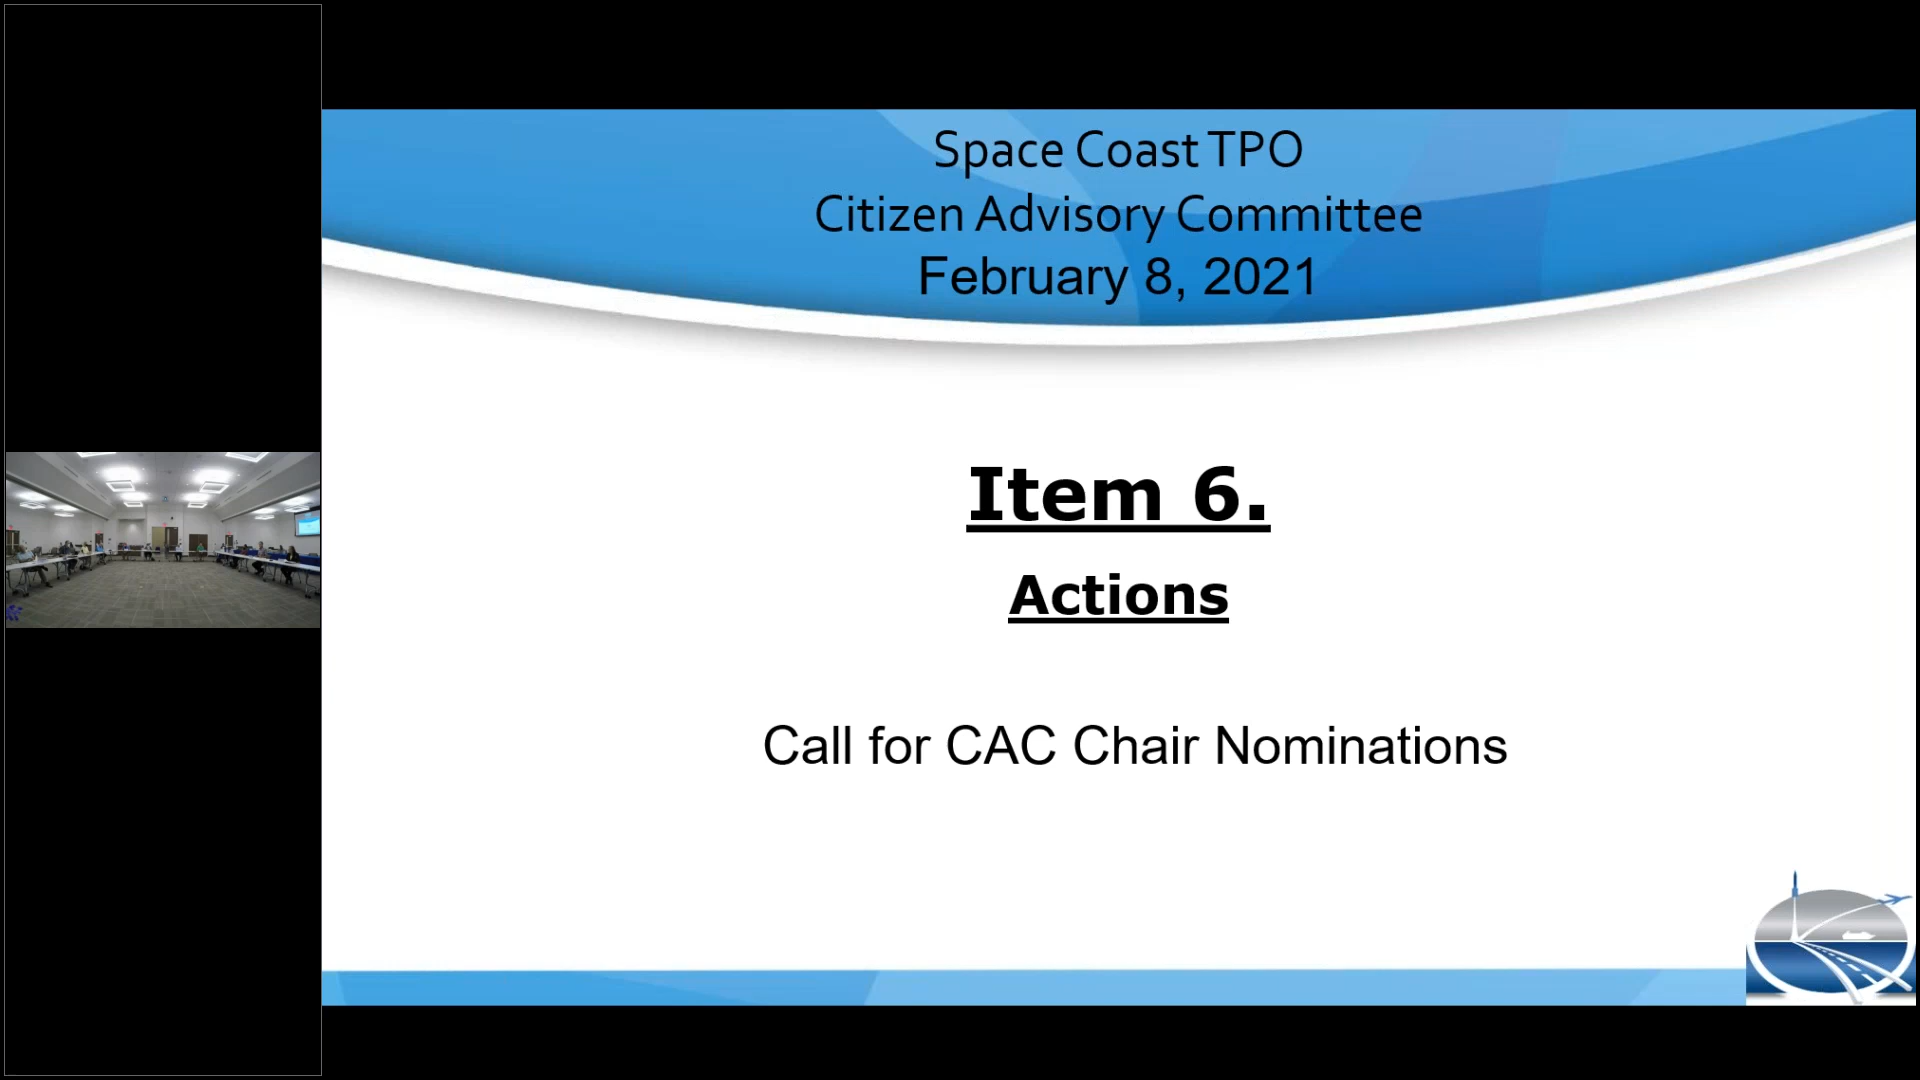 Space Coast TPO
Citizen Advisory Committee
February 8, 2021
Item 6.
Actions
Call for CAC Chair Nominations